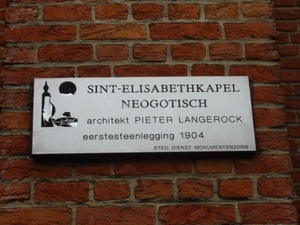 SINT-ELISABETHKAPEL
NEOGOTISCH
architekt PIETER LANGEROCK
eerstesteenlegging 1904
STED. DIENST MONUMENTENZORG